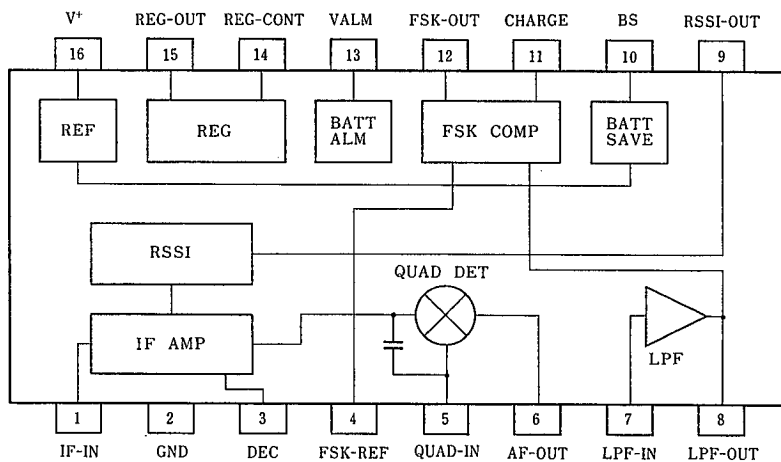 V+ REG-OUT REG-CONT VALM FSK-OUT CHARGE BS RSSI-OUT
16 15 14 13 12 11 10 9
REF REG BATT ALM FSK COMP BATT SAVE
RSSI
QUAD DET
IF AMP
LPF
1 2 3 4 5 6 7 8
IF-IN GND DEC FSK-REF QUAD-IN AF-OUT LPF-IN LPF-OUT